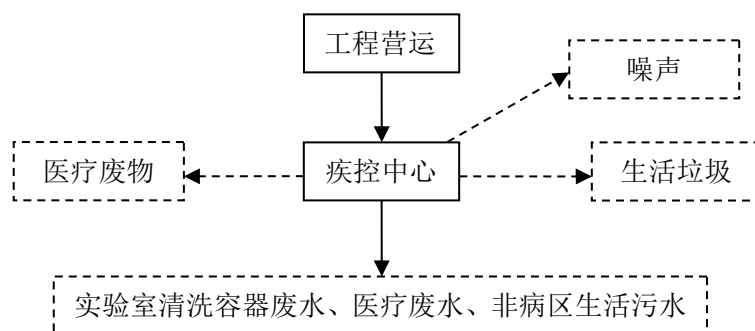 工程营运
噪声
医疗废物
疾控中心
生活垃圾
实验室清洗容器废水、医疗废水、非病区生活污水